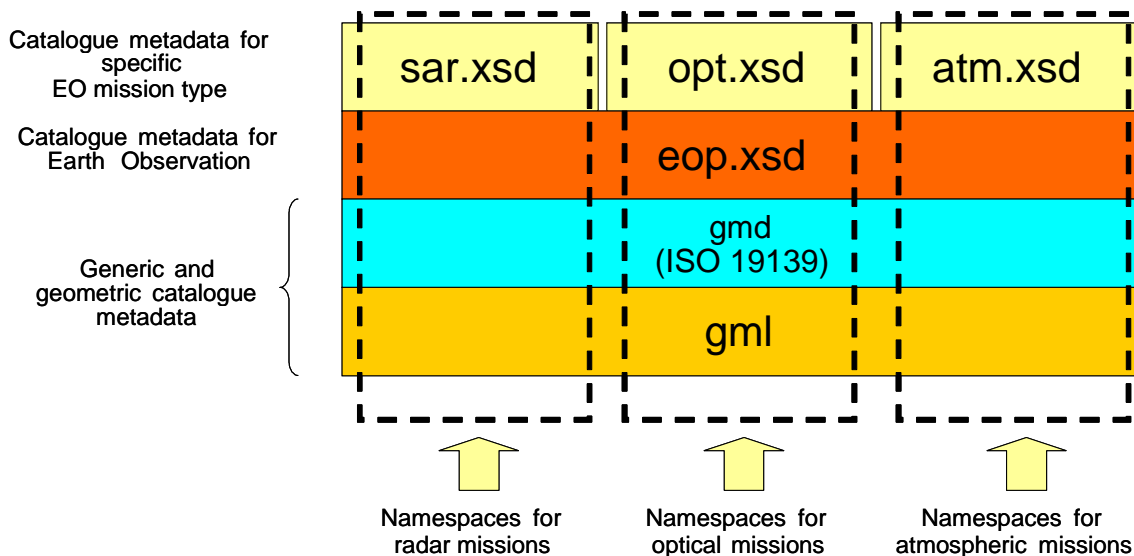 Catalogue metadata for
specific
EO mission type
sar.xsd
opt.xsd
atm.xsd
Catalogue metadata for
Earth Observation
eop.xsd
gmd
(ISO 19139)
Generic and
geometric catalogue
metadata
gml
Namespaces for
radar missions
Namespaces for
optical missions
Namespaces for
atmospheric missions